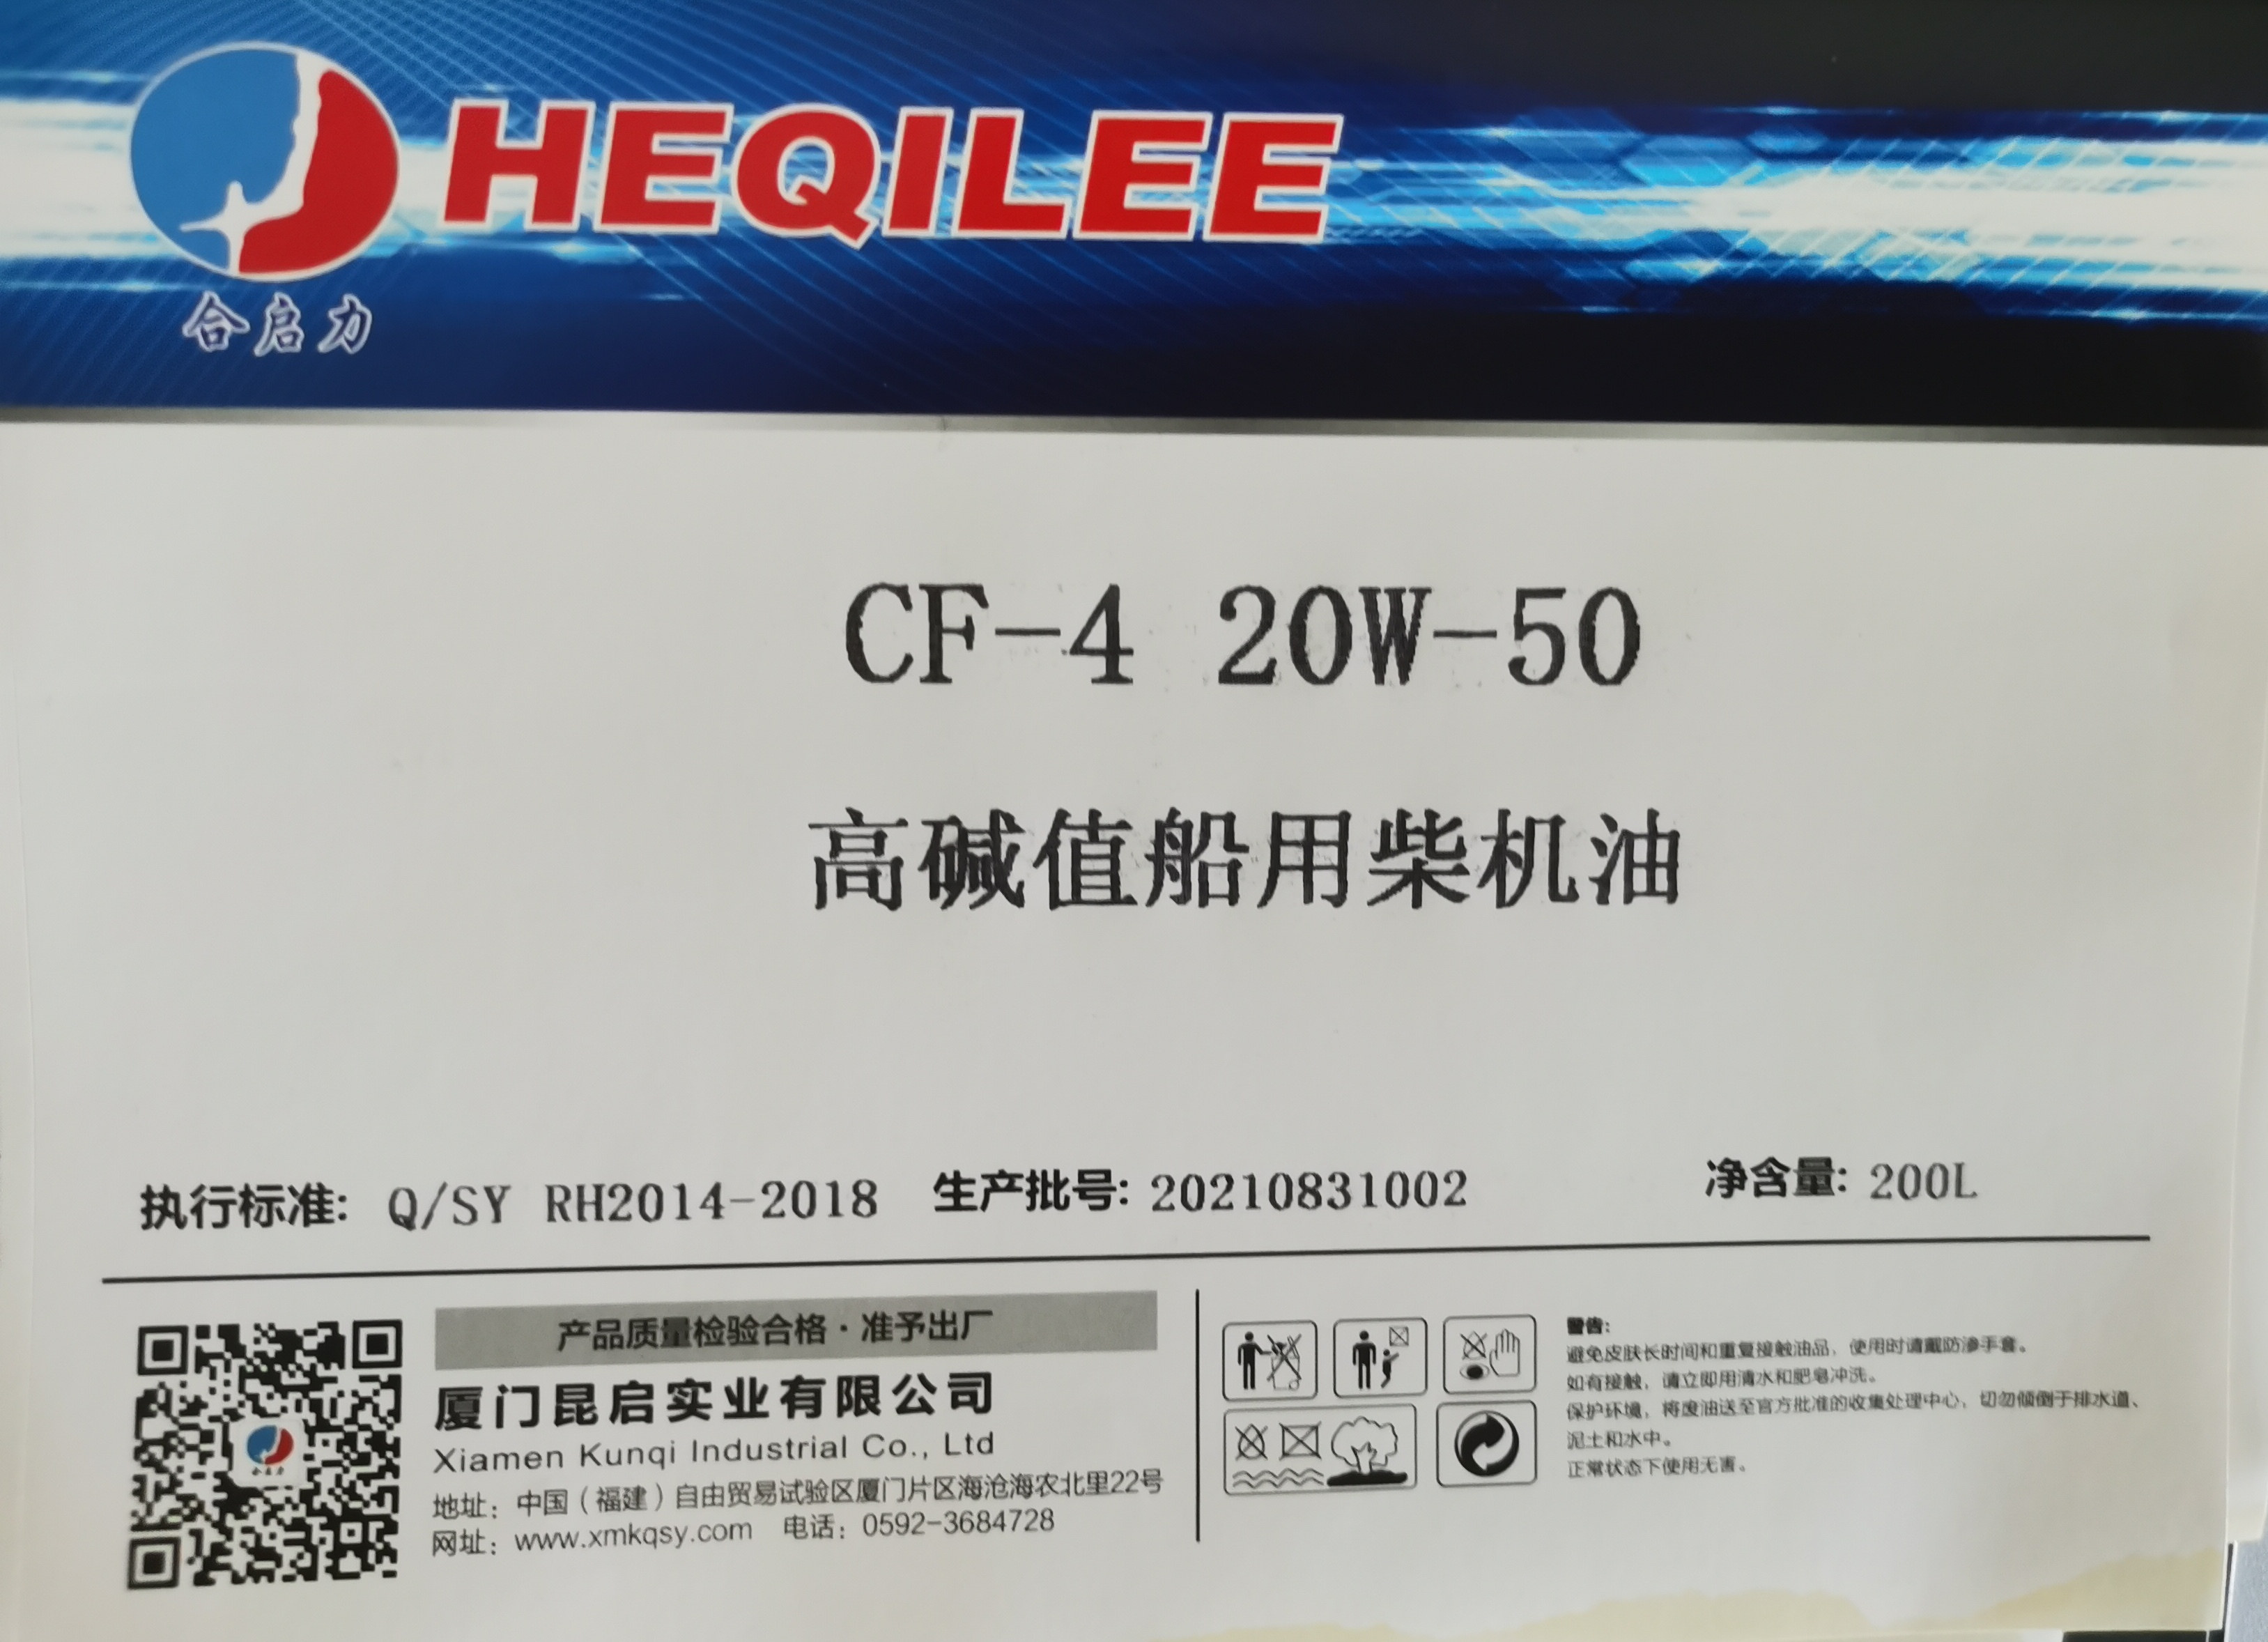 HEQILEE
合启力
CF-4 20W-50
高碱值船用柴机油
执行标准: Q/SY RH2014-2018 生产批号: 20210831002 净含量: 200L
产品质量检验合格·准予出厂
厦门昆启实业有限公司
Xiamen Kunqi Industrial Co., Ltd
地址：中国（福建）自由贸易试验区厦门片区海沧海农北里22号
网址：www.xmkqsy.com 电话：0592-3684728
合启力
警告：
避免皮肤长时间和重复接触油品，使用时请戴防渗手套。
如有接触，请立即用清水和肥皂冲洗。
保护环境，将废油送至官方批准的收集处理中心，切勿倾倒于排水道、
泥土和水中。
正常状态下使用无害。